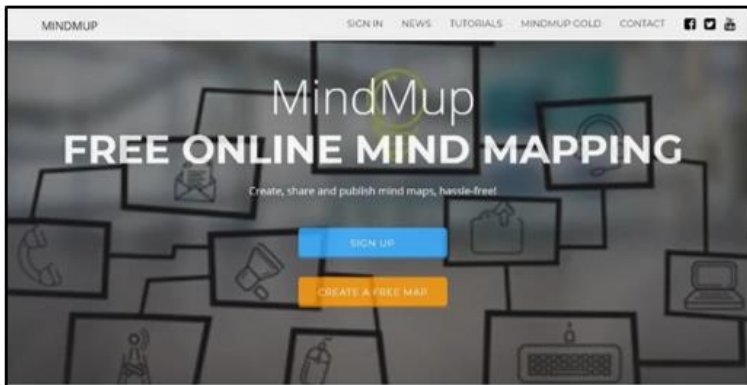 MINDMUP SIGN IN NEWS TUTORIALS MINDMUP GOLD CONTACT
MindMup
FREE ONLINE MIND MAPPING
Create, share and publish mind maps, hassle-free!
SIGN UP
CREATE A FREE MAP